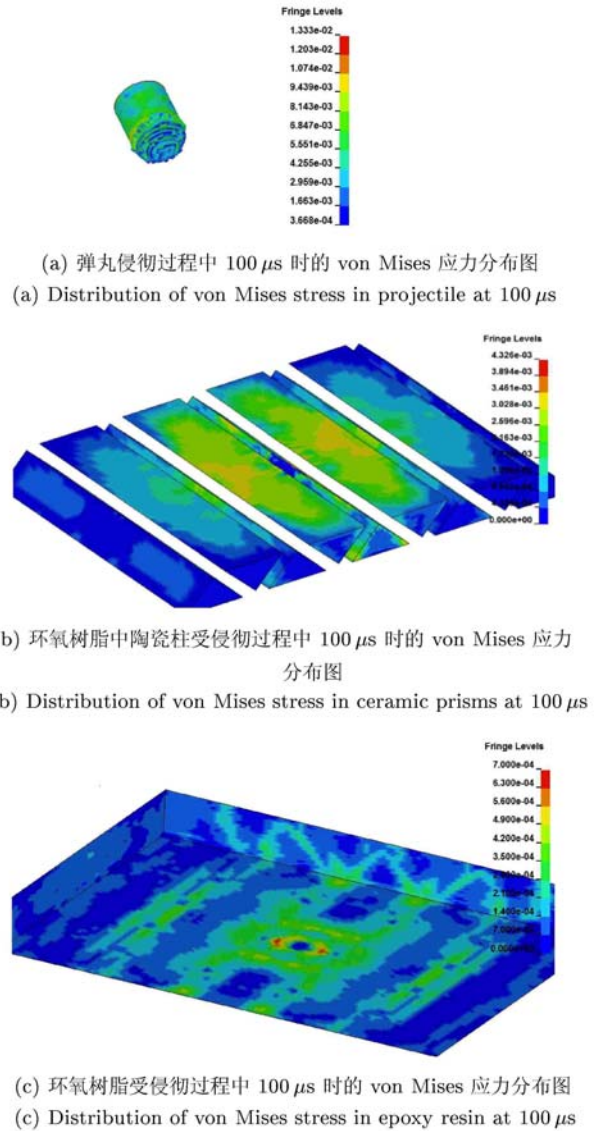 Fringe Levels
1.333e-02
1.203e-02
1.074e-02
9.439e-03
8.143e-03
6.847e-03
5.551e-03
4.255e-03
2.959e-03
1.663e-03
3.668e-04
(a) 弹丸侵彻过程中 100 μs 时的 von Mises 应力分布图
(a) Distribution of von Mises stress in projectile at 100 μs
Fringe Levels
4.326e-03
3.894e-03
3.461e-03
3.028e-03
2.596e-03
2.163e-03
0.000e+00
b) 环氧树脂中陶瓷柱受侵彻过程中 100 μs 时的 von Mises 应力
分布图
b) Distribution of von Mises stress in ceramic prisms at 100 μs
Fringe Levels
7.000e-04
6.300e-04
5.600e-04
4.900e-04
4.200e-04
3.500e-04
1.400e-04
(c) 环氧树脂受侵彻过程中 100 μs 时的 von Mises 应力分布图
(c) Distribution of von Mises stress in epoxy resin at 100 μs